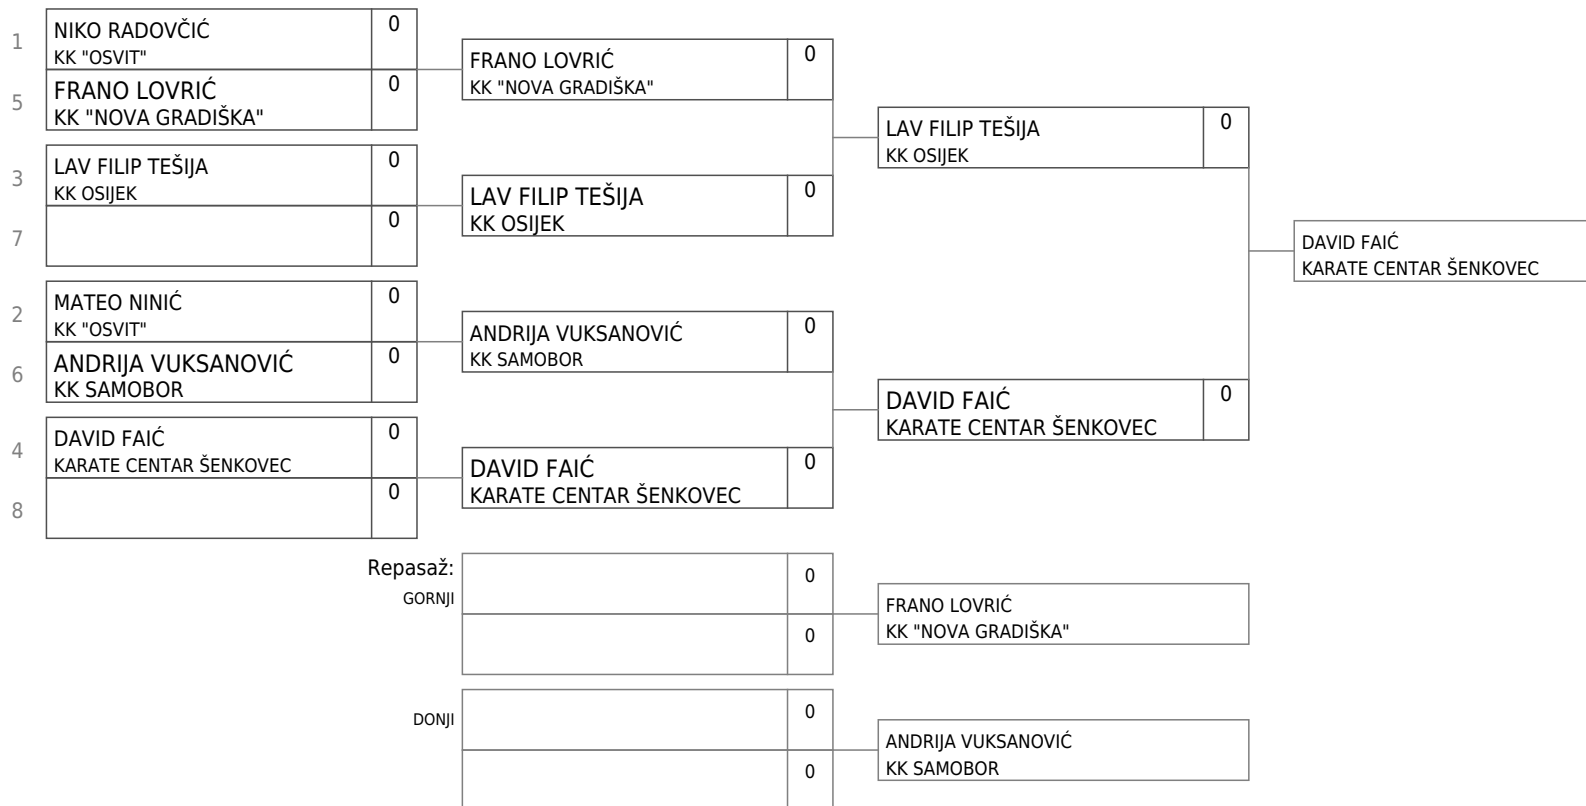 1
NIKO RADOVČIĆ
KK "OSVIT"
0
5
FRANO LOVRIĆ
KK "NOVA GRADIŠKA"
0
3
LAV FILIP TEŠIJA
KK OSIJEK
0
7
0
2
MATEO NINIĆ
KK "OSVIT"
0
6
ANDRIJA VUKSANOVIĆ
KK SAMOBOR
0
4
DAVID FAIĆ
KARATE CENTAR ŠENKOVEC
0
8
0
FRANO LOVRIĆ
KK "NOVA GRADIŠKA"
0
LAV FILIP TEŠIJA
KK OSIJEK
0
ANDRIJA VUKSANOVIĆ
KK SAMOBOR
0
DAVID FAIĆ
KARATE CENTAR ŠENKOVEC
0
LAV FILIP TEŠIJA
KK OSIJEK
0
DAVID FAIĆ
KARATE CENTAR ŠENKOVEC
0
DAVID FAIĆ
KARATE CENTAR ŠENKOVEC
Repasaž:
GORNJI
0
0
FRANO LOVRIĆ
KK "NOVA GRADIŠKA"
DONJI
0
0
ANDRIJA VUKSANOVIĆ
KK SAMOBOR